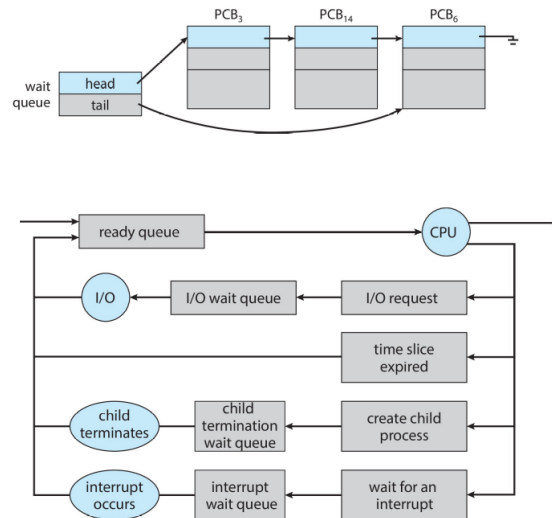 PCB₃ PCB₁₄ PCB₆
wait
queue
head
tail
ready queue
CPU
I/O
I/O wait queue
I/O request
time slice
expired
child
terminates
child
termination
wait queue
create child
process
interrupt
occurs
interrupt
wait queue
wait for an
interrupt